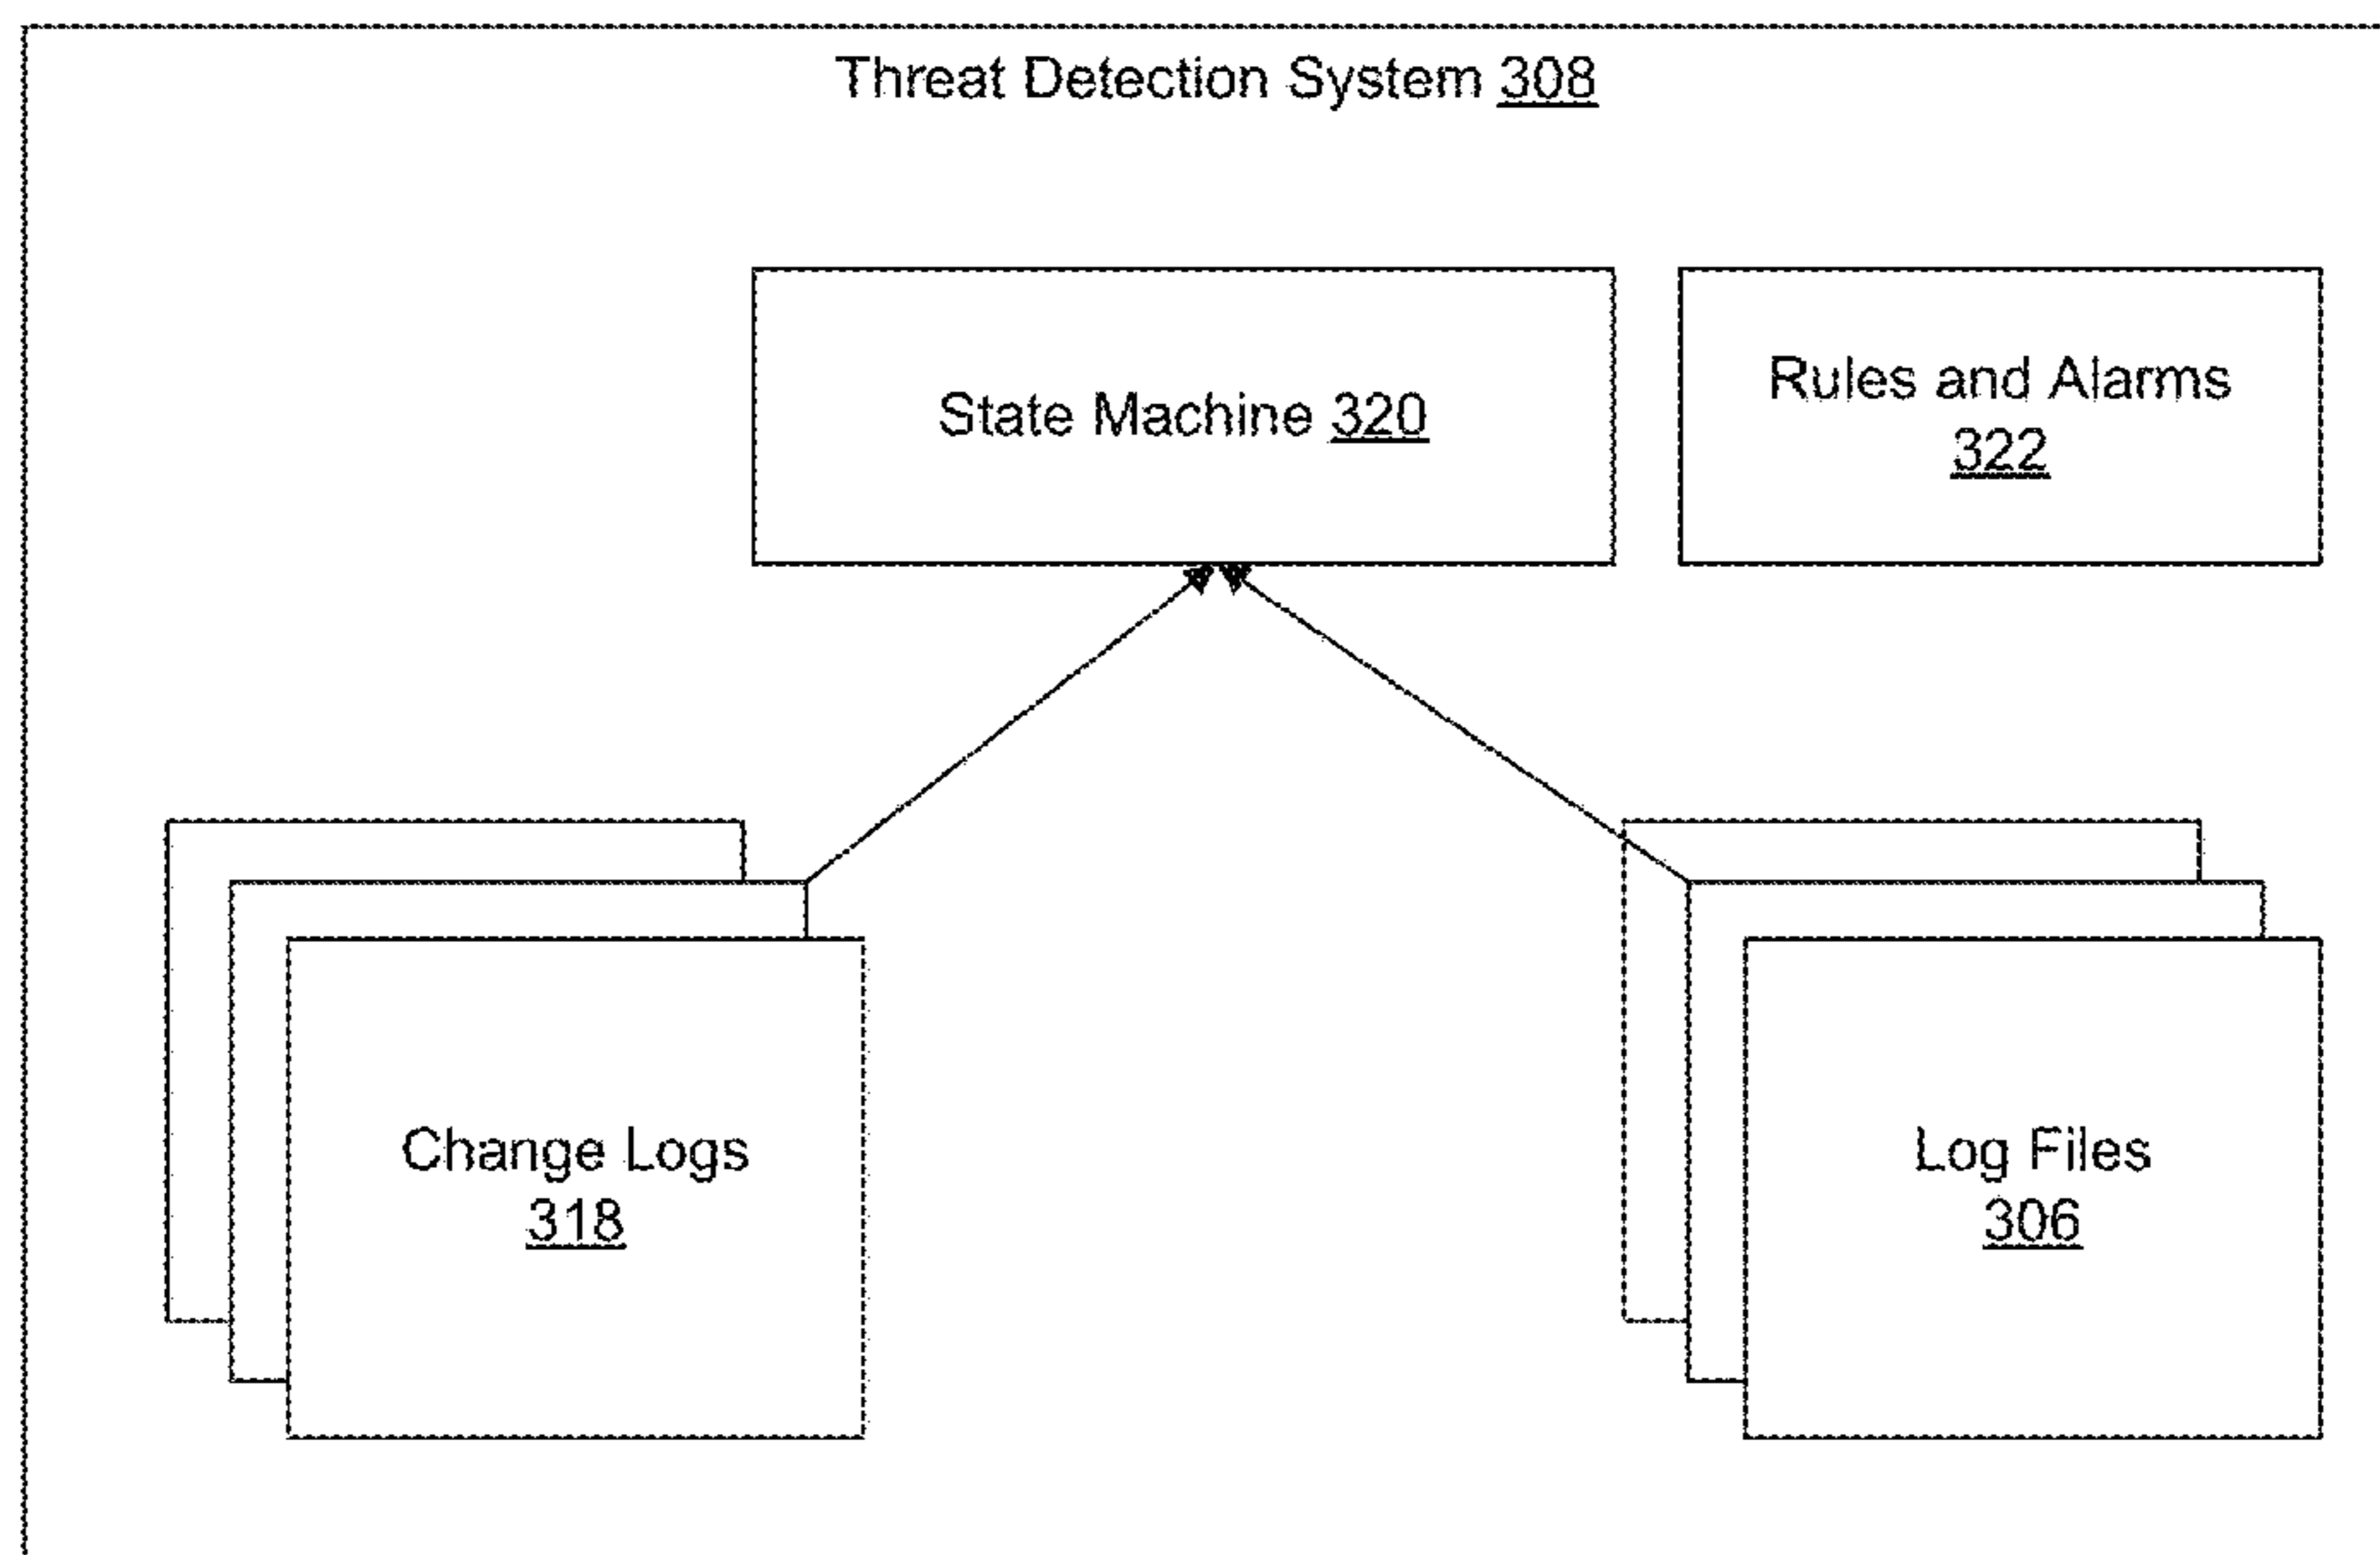 Threat Detection System 308
State Machine 320
Rules and Alarms
322
Change Logs
318
Log Files
306